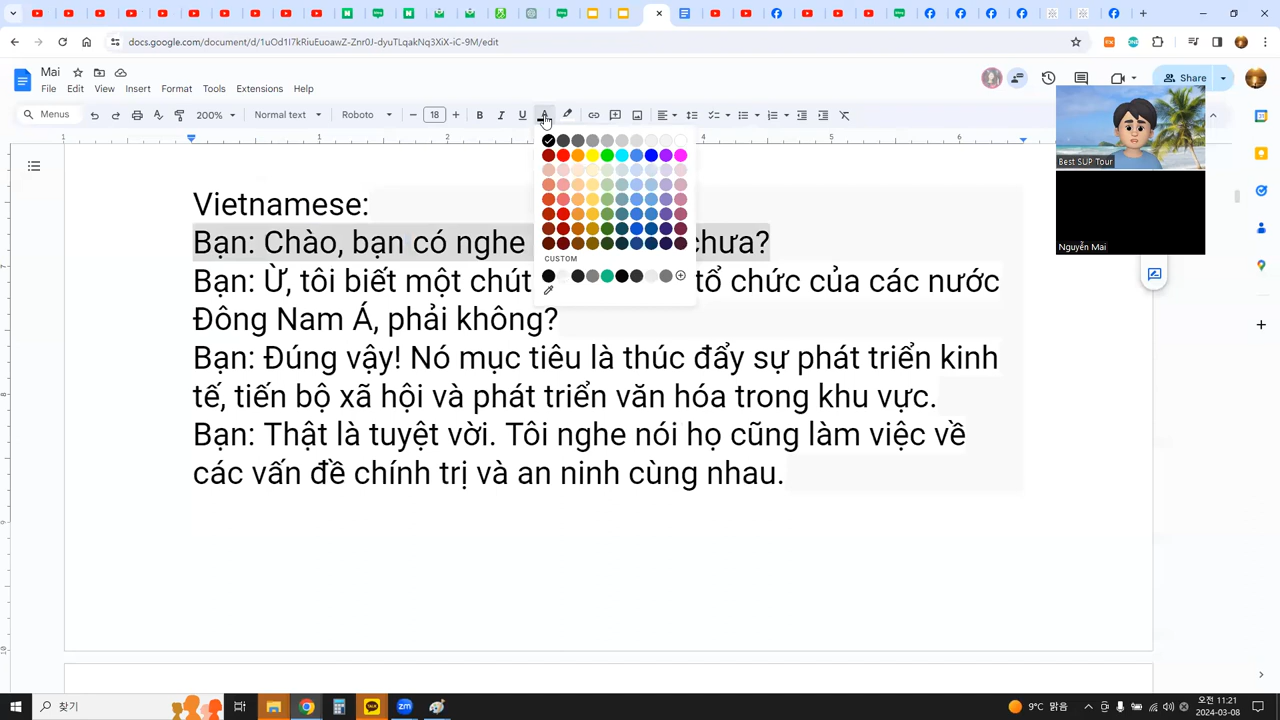 docs.google.com/document/d/1uOd1I7kRiuEuoawZ-Znr0J-dyuTLqakNq3XiX-iC-9M/edit
Mai
File Edit View Insert Format Tools Extensions Help
Share
Menus
200%
Normal text
Roboto
18
CUSTOM
Best SUP Tour
Nguyễn Mai
Vietnamese:
Bạn: Chào, bạn có nghe chưa?
Bạn: Ừ, tôi biết một chút tổ chức của các nước
Đông Nam Á, phải không?
Bạn: Đúng vậy! Nó mục tiêu là thúc đẩy sự phát triển kinh
tế, tiến bộ xã hội và phát triển văn hóa trong khu vực.
Bạn: Thật là tuyệt vời. Tôi nghe nói họ cũng làm việc về
các vấn đề chính trị và an ninh cùng nhau.
찾기
9°C 맑음
오전 11:21
2024-03-08